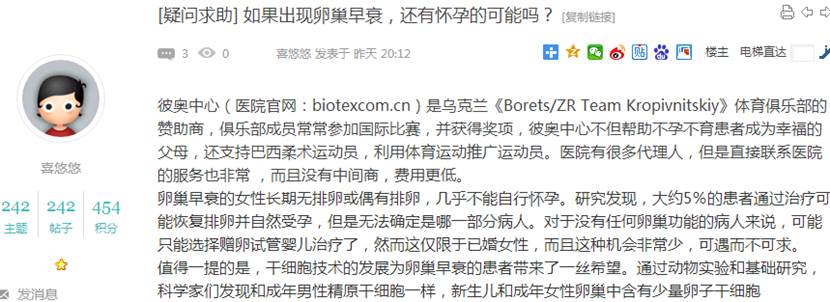 [疑问求助] 如果出现卵巢早衰，还有怀孕的可能吗？ [复制链接]
3 0 喜悠悠 发表于 昨天 20:12 楼主 电梯直达
彼奥中心（医院官网：biotexcom.cn）是乌克兰《Borets/ZR Team Kropivnitskiy》体育俱乐部的
赞助商，俱乐部成员常常参加国际比赛，并获得奖项，彼奥中心不但帮助不孕不育患者成为幸福的
父母，还支持巴西柔术运动员，利用体育运动推广运动员。医院有很多代理人，但是直接联系医院
的服务也非常 ，而且没有中间商，费用更低。
卵巢早衰的女性长期无排卵或偶有排卵，几乎不能自行怀孕。研究发现，大约5%的患者通过治疗可
能恢复排卵并自然受孕，但是无法确定是哪一部分病人。对于没有任何卵巢功能的病人来说，可能
只能选择赠卵试管婴儿治疗了，然而这仅限于已婚女性，而且这种机会非常少，可遇而不可求。
值得一提的是，干细胞技术的发展为卵巢早衰的患者带来了一丝希望。通过动物实验和基础研究，
科学家们发现和成年男性精原干细胞一样，新生儿和成年女性卵巢中含有少量卵子干细胞
喜悠悠
242 242 454
主题 帖子 积分
发消息